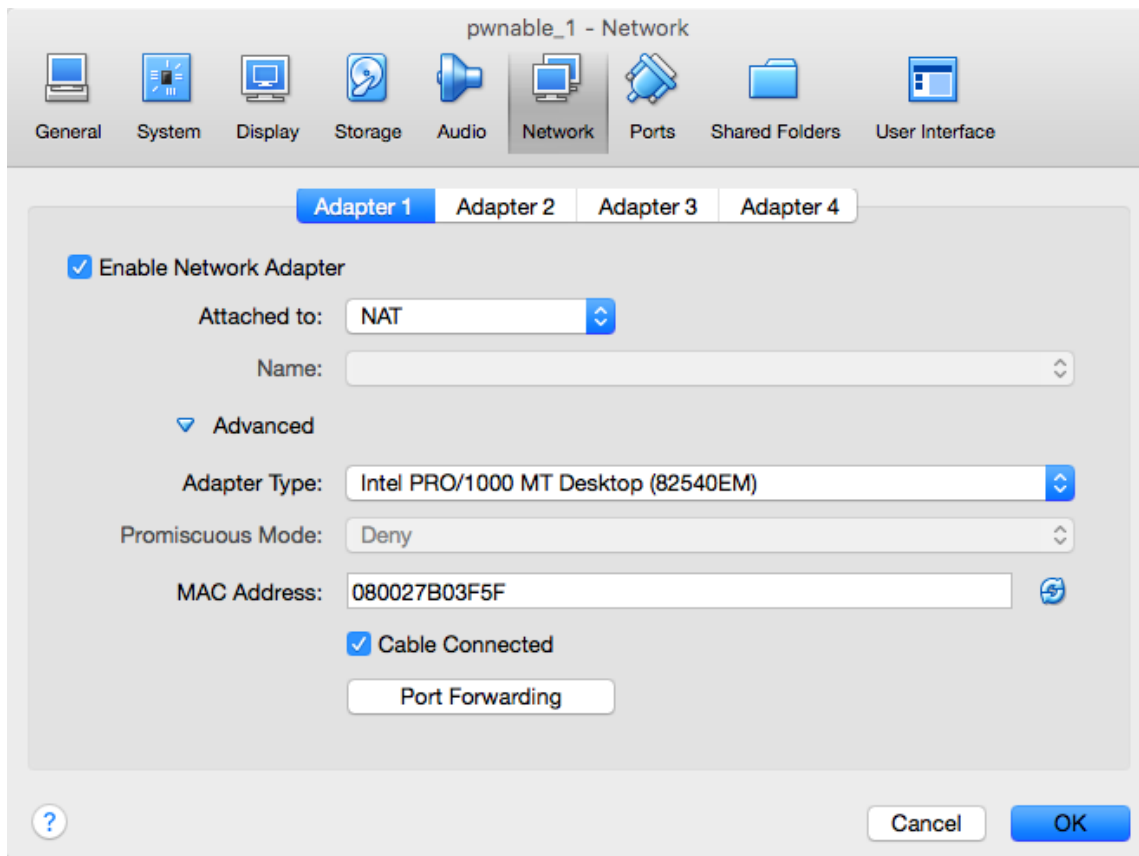 pwnable_1 - Network
General System Display Storage Audio Network Ports Shared Folders User Interface
Adapter 1 Adapter 2 Adapter 3 Adapter 4
Enable Network Adapter
Attached to: NAT
Name:
Advanced
Adapter Type: Intel PRO/1000 MT Desktop (82540EM)
Promiscuous Mode: Deny
MAC Address: 080027B03F5F
Cable Connected
Port Forwarding
? Cancel OK